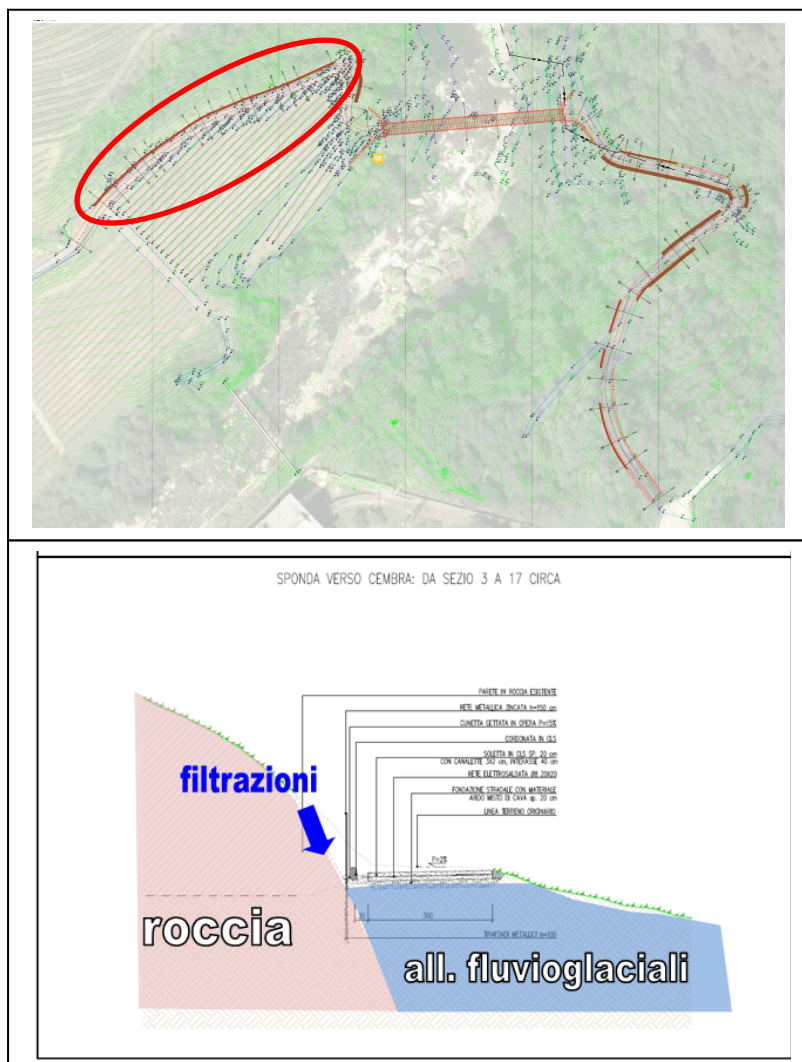 SPONDA VERSO CEMBRA: DA SEZIO 3 A 17 CIRCA
PARETE IN ROCCIA ESISTENTE
RETE METALLICA ZINCATA h=150 cm
CUNETTA GETTATA IN OPERA P=15%
CORDONATA IN CLS
SOLETTA IN CLS SP. 20 cm
CON CANALETTE 3X2 cm, INTERASSE 40 cm
RETE ELETTROSALDATA Ø8 20X20
FONDAZIONE STRADALE CON MATERIALE
ARIDO MISTO DI CAVA sp. 20 cm
LINEA TERRENO ORIGINARIO
filtrazioni
P=2%
roccia
300
TIRAFONDI METALLICI h=100
all. fluvioglaciali